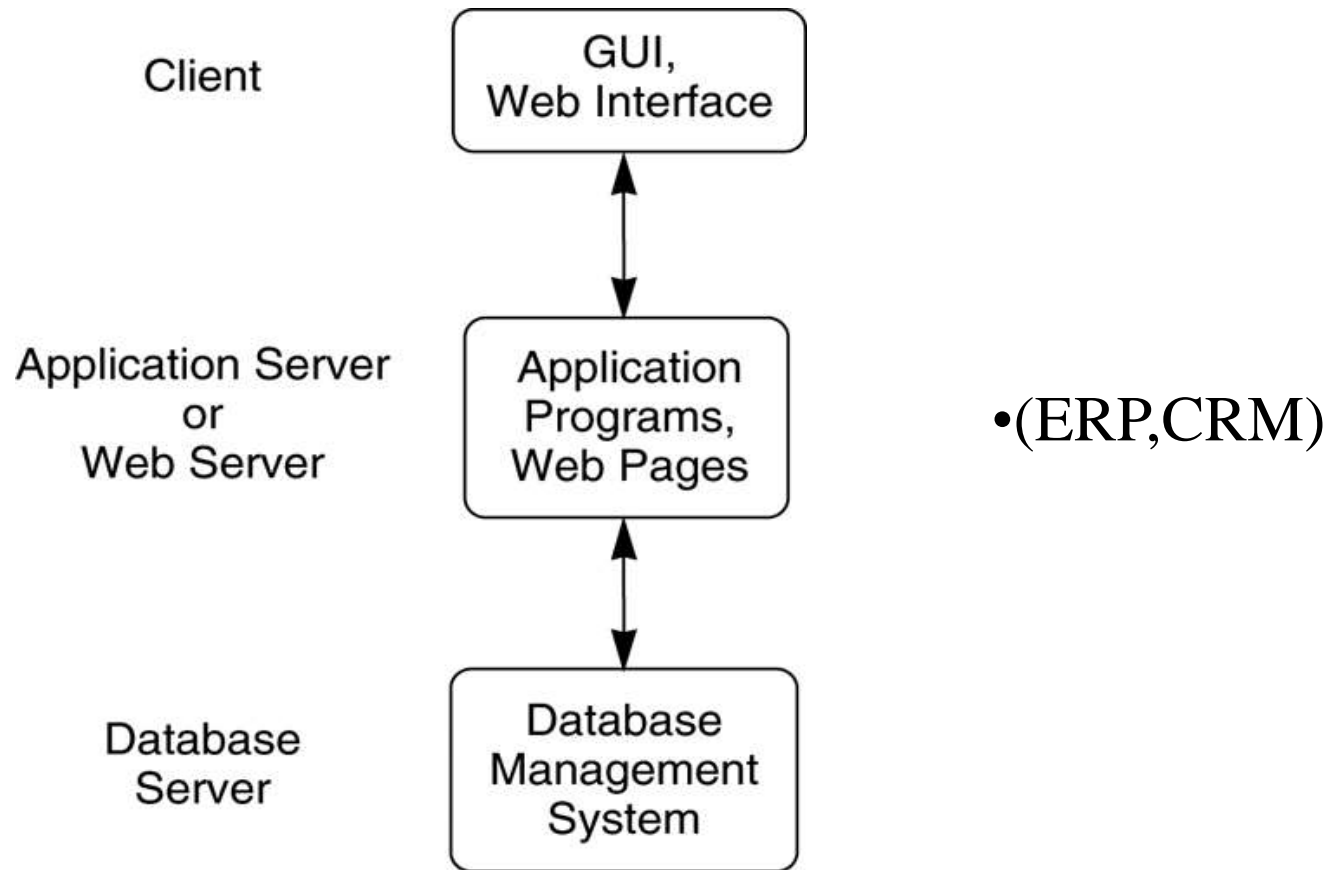 Client
GUI,
Web Interface
Application Server
or
Web Server
Application
Programs,
Web Pages
•(ERP,CRM)
Database
Server
Database
Management
System